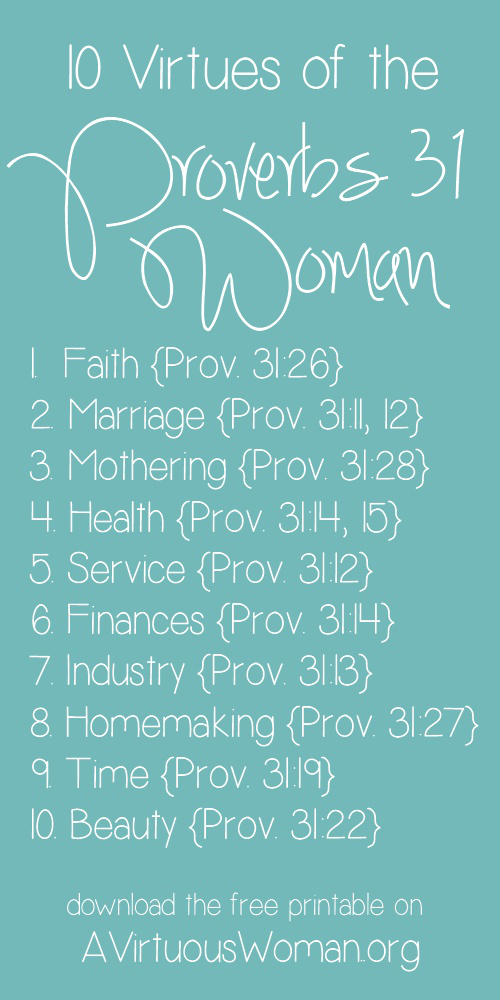 10 Virtues of the
Proverbs 31
Woman
1. Faith {Prov. 31:26}
2. Marriage {Prov. 31:11, 12}
3. Mothering {Prov. 31:28}
4. Health {Prov. 31:14, 15}
5. Service {Prov. 31:12}
6. Finances {Prov. 31:14}
7. Industry {Prov. 31:13}
8. Homemaking {Prov. 31:27}
9. Time {Prov. 31:19}
10. Beauty {Prov. 31:22}
download the free printable on
AVirtuousWoman.org